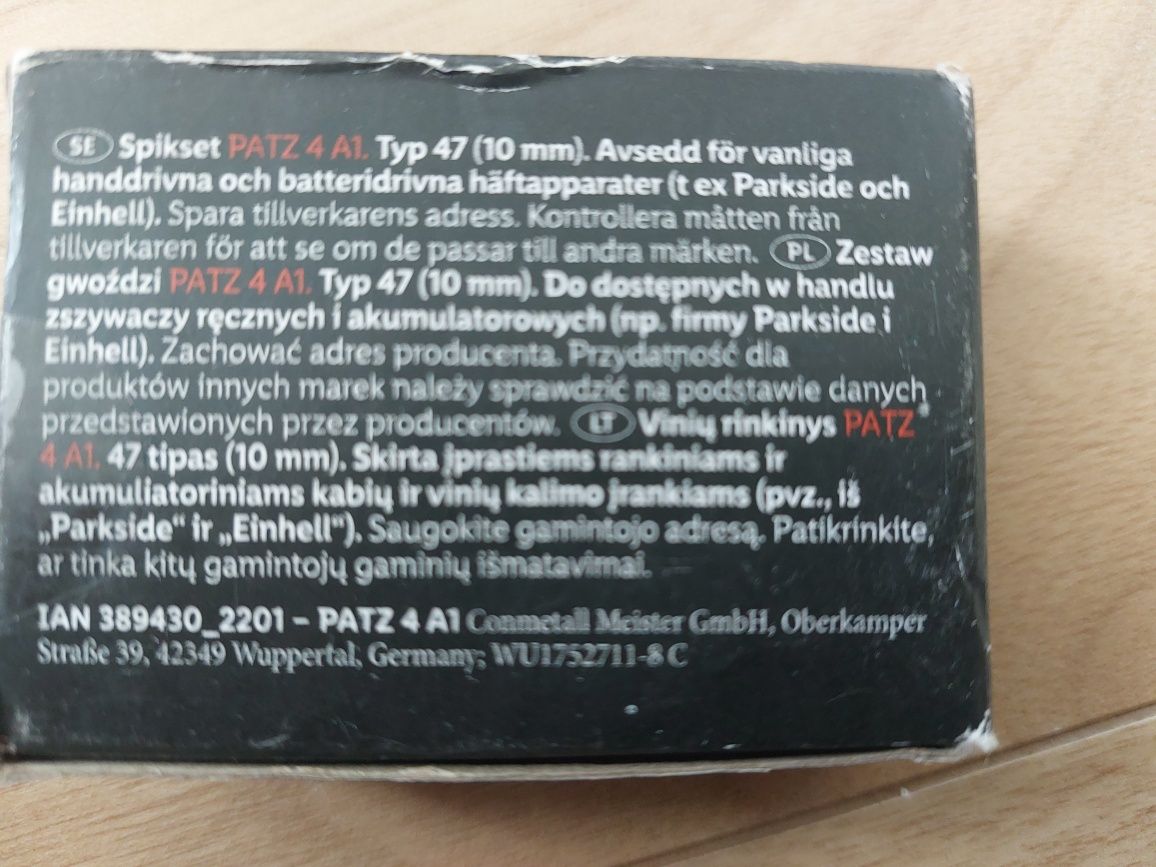 SE Spikset PATZ 4 A1. Typ 47 (10 mm). Avsedd för vanliga
handdrivna och batteridrivna häftapparater (t ex Parkside och
Einhell). Spara tillverkarens adress. Kontrollera måtten från
tillverkaren för att se om de passar till andra märken. PL Zestaw
gwoździ PATZ 4 A1. Typ 47 (10 mm). Do dostępnych w handlu
zszywaczy ręcznych i akumulatorowych (np. firmy Parkside i
Einhell). Zachować adres producenta. Przydatność dla
produktów innych marek należy sprawdzić na podstawie danych
przedstawionych przez producentów. LT Vinių rinkinys PATZ
4 A1. 47 tipas (10 mm). Skirta įprastiems rankiniams ir
akumuliatoriniams kabių ir vinių kalimo įrankiams (pvz., iš
„Parkside“ ir „Einhell“). Saugokite gamintojo adresą. Patikrinkite,
ar tinka kitų gamintojų gaminių išmatavimai.
IAN 389430_2201 – PATZ 4 A1 Conmetall Meister GmbH, Oberkamper
Straße 39, 42349 Wuppertal, Germany; WU1752711-8 C